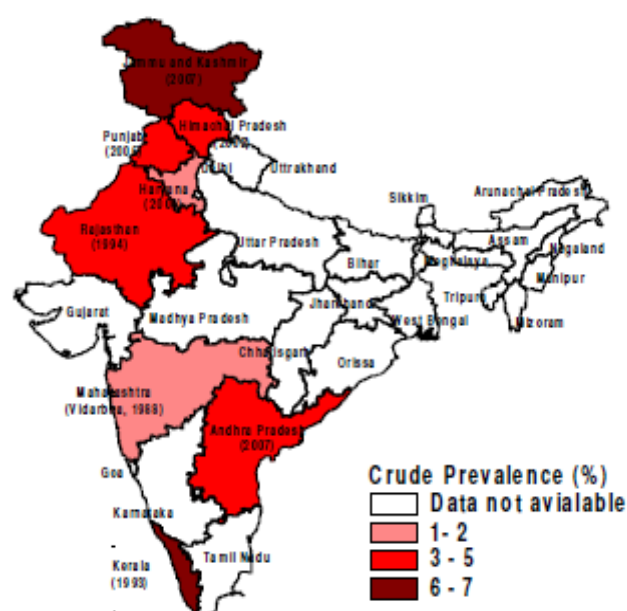 Jammu and Kashmir
(2007)
Himachal Pradesh
Punjab
Delhi
Uttrakhand
Haryana
Rajasthan
(1994)
Sikkim
Arunachal Pradesh
Uttar Pradesh
Assam
Nagaland
Bihar
Meghalaya
Manipur
Gujarat
Madhya Pradesh
Jharkhand
Tripura
West Bengal
Mizoram
Chhatisgarh
Orissa
Maharashtra
(Vidarbha, 1988)
Andhra Pradesh
(2007)
Goa
Karnataka
Kerala
(1993)
Tamil Nadu
Crude Prevalence (%)
Data not avialable
1 - 2
3 - 5
6 - 7